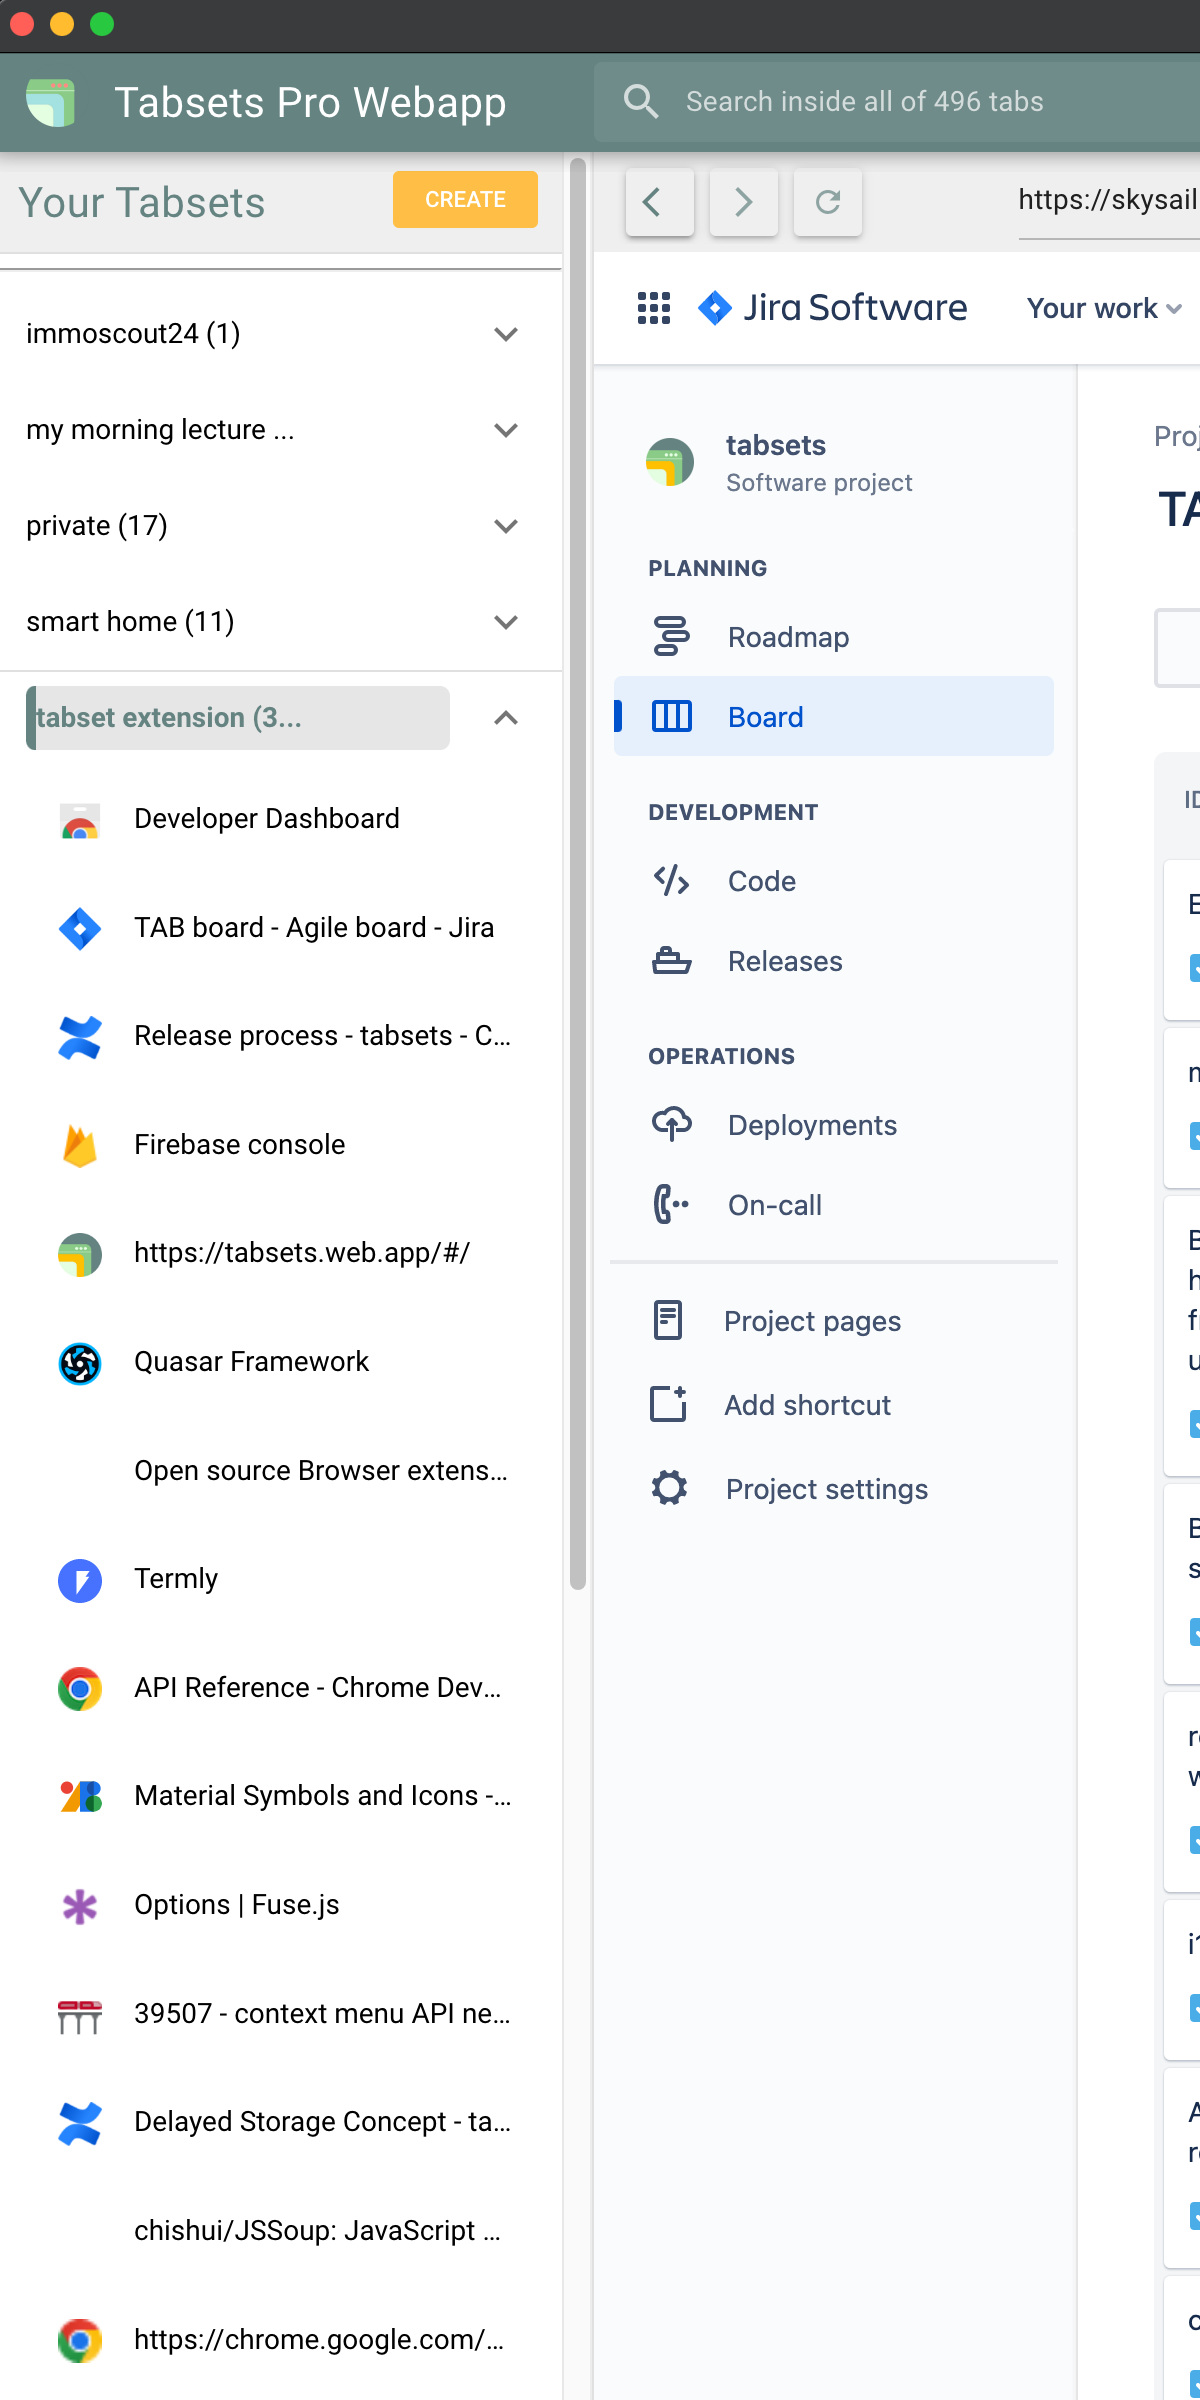 Tabsets Pro Webapp
Search inside all of 496 tabs
Your Tabsets
CREATE
https://skysail
immoscout24 (1)
my morning lecture ...
private (17)
smart home (11)
tabset extension (3...
Developer Dashboard
TAB board - Agile board - Jira
Release process - tabsets - C...
Firebase console
https://tabsets.web.app/#/
Quasar Framework
Open source Browser extens...
Termly
API Reference - Chrome Dev...
Material Symbols and Icons -...
Options | Fuse.js
39507 - context menu API ne...
Delayed Storage Concept - ta...
chishui/JSSoup: JavaScript ...
https://chrome.google.com/...
Jira Software
Your work
tabsets
Software project
PLANNING
Roadmap
Board
DEVELOPMENT
Code
Releases
OPERATIONS
Deployments
On-call
Project pages
Add shortcut
Project settings